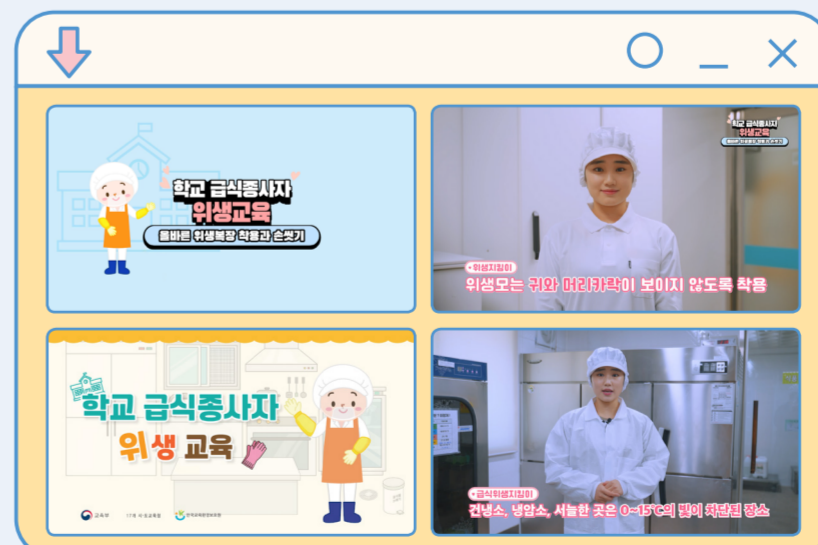 학교 급식종사자
위생교육
올바른 위생복장 착용과 손씻기
학교 급식종사자
위생교육
•위생지킴이
위생모는 귀와 머리카락이 보이지 않도록 착용
학교 급식종사자
위생 교육
교육부
•급식위생지킴이
건냉소, 냉암소, 서늘한 곳은 0~15℃의 빛이 차단된 장소